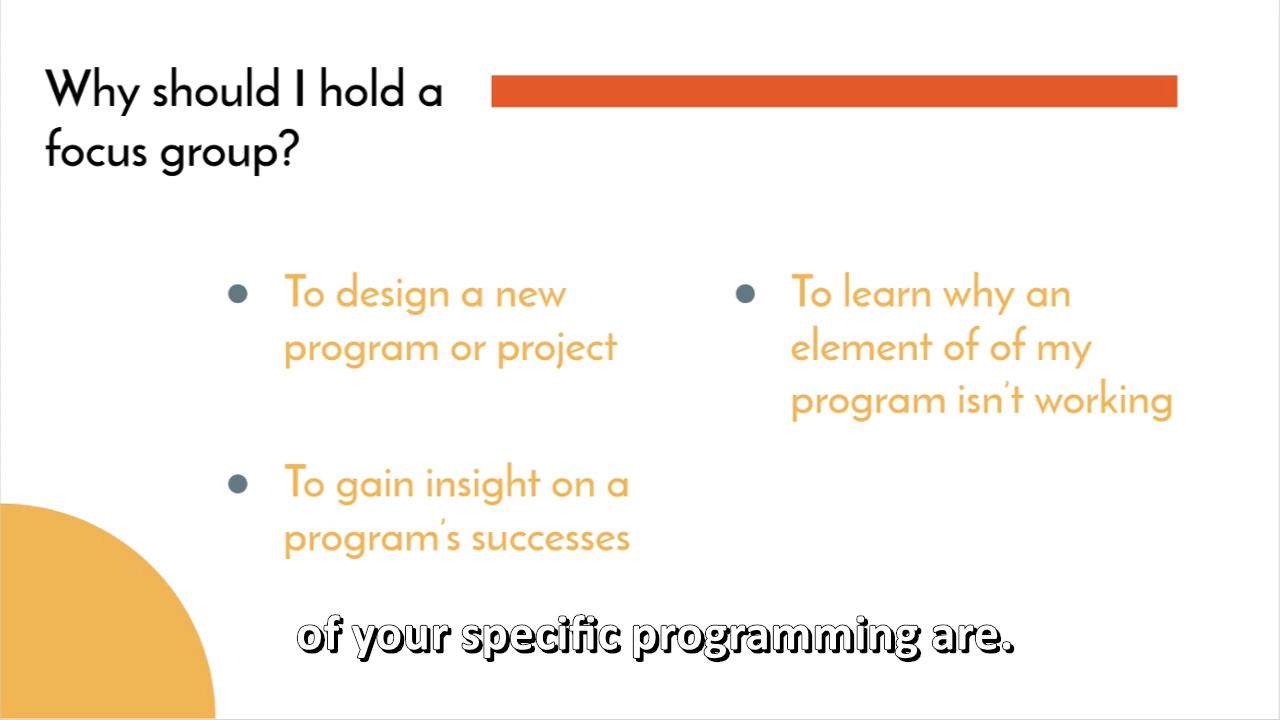 Why should I hold a
focus group?
To design a new
program or project
To gain insight on a
program's successes
To learn why an
element of of my
program isn't working
of your specific programming are.